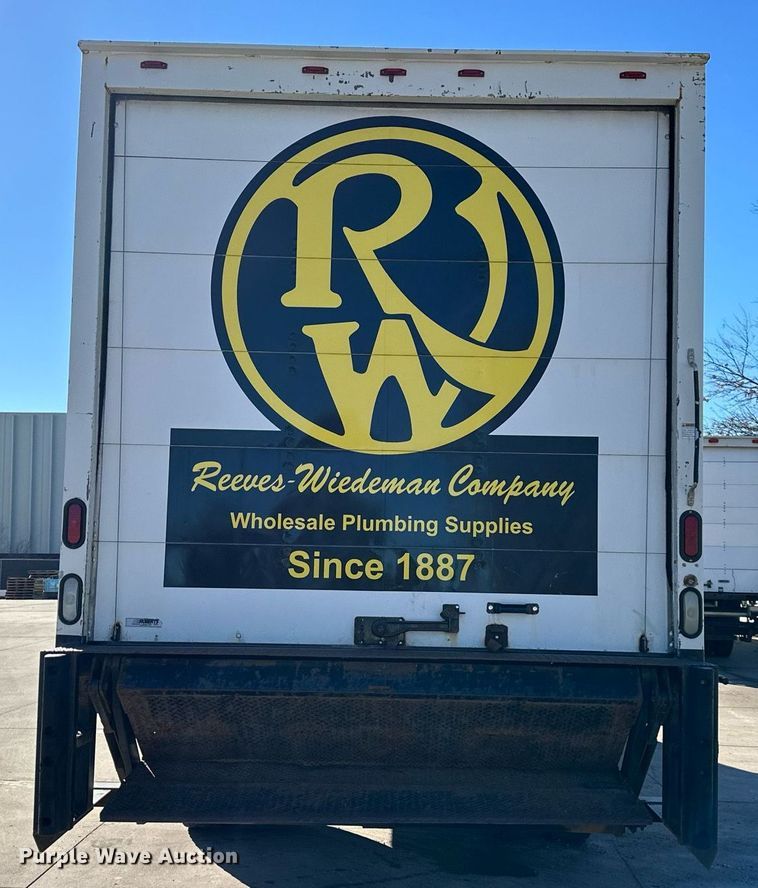 RW
Reeves-Wiedeman Company
Wholesale Plumbing Supplies
Since 1887
Purple Wave Auction